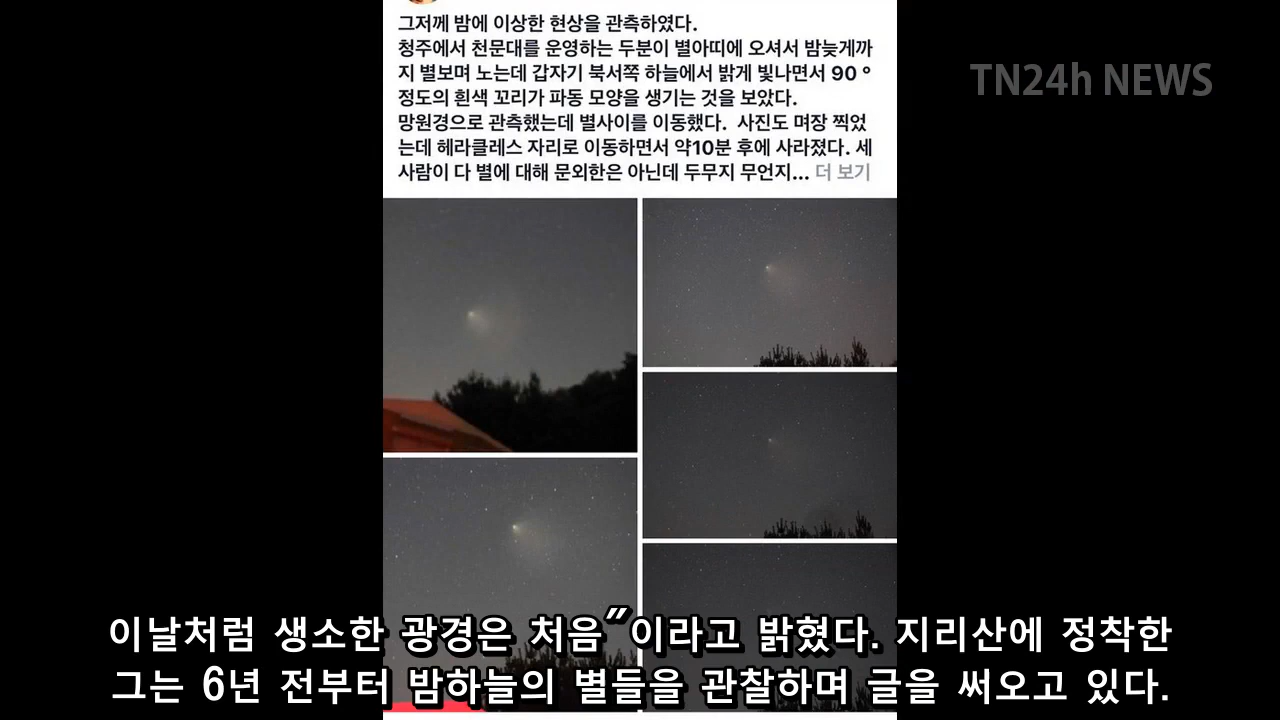 그저께 밤에 이상한 현상을 관측하였다.
청주에서 천문대를 운영하는 두분이 별아띠에 오셔서 밤늦게까
지 별보며 노는데 갑자기 북서쪽 하늘에서 밝게 빛나면서 90 º
정도의 흰색 꼬리가 파동 모양을 생기는 것을 보았다.
망원경으로 관측했는데 별사이를 이동했다. 사진도 며장 찍었
는데 헤라클레스 자리로 이동하면서 약10분 후에 사라졌다. 세
사람이 다 별에 대해 문외한은 아닌데 두무지 무언지... 더 보기
TN24h NEWS
이날처럼 생소한 광경은 처음"이라고 밝혔다. 지리산에 정착한
그는 6년 전부터 밤하늘의 별들을 관찰하며 글을 써오고 있다.